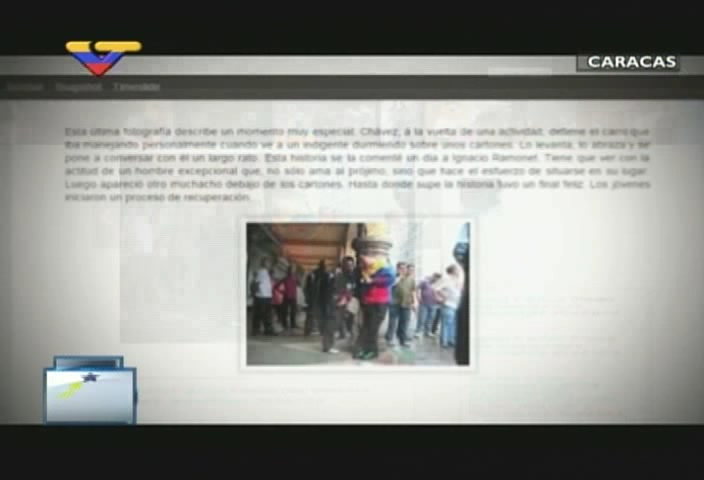 CARACAS
Snapshot Timeslide
Esta última fotografía describe un momento muy especial. Chávez, a la vuelta de una actividad, detiene el carro que
iba manejando personalmente cuando ve a un indigente durmiendo sobre unos cartones. Lo levanta, lo abraza y se
pone a conversar con él un largo rato. Esta historia se la comenté un día a Ignacio Ramonet. Tiene que ver con la
actitud de un hombre excepcional que, no sólo ama al prójimo, sino que hace el esfuerzo de situarse en su lugar.
Luego apareció otro muchacho debajo de los cartones. Hasta donde supe la historia tuvo un final feliz. Los jóvenes
iniciaron un proceso de recuperación.